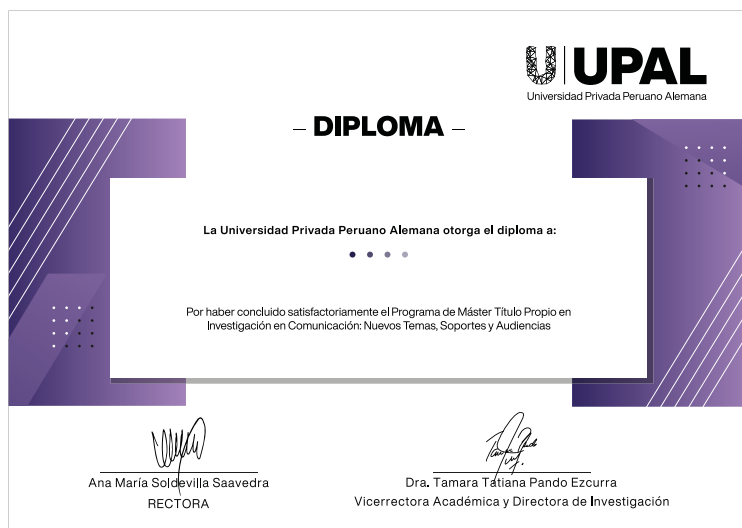 UPAL
Universidad Privada Peruano Alemana
– DIPLOMA –
La Universidad Privada Peruano Alemana otorga el diploma a:
Por haber concluido satisfactoriamente el Programa de Máster Título Propio en
Investigación en Comunicación: Nuevos Temas, Soportes y Audiencias
Ana María Soldevilla Saavedra
RECTORA
Dra. Tamara Tatiana Pando Ezcurra
Vicerrectora Académica y Directora de Investigación